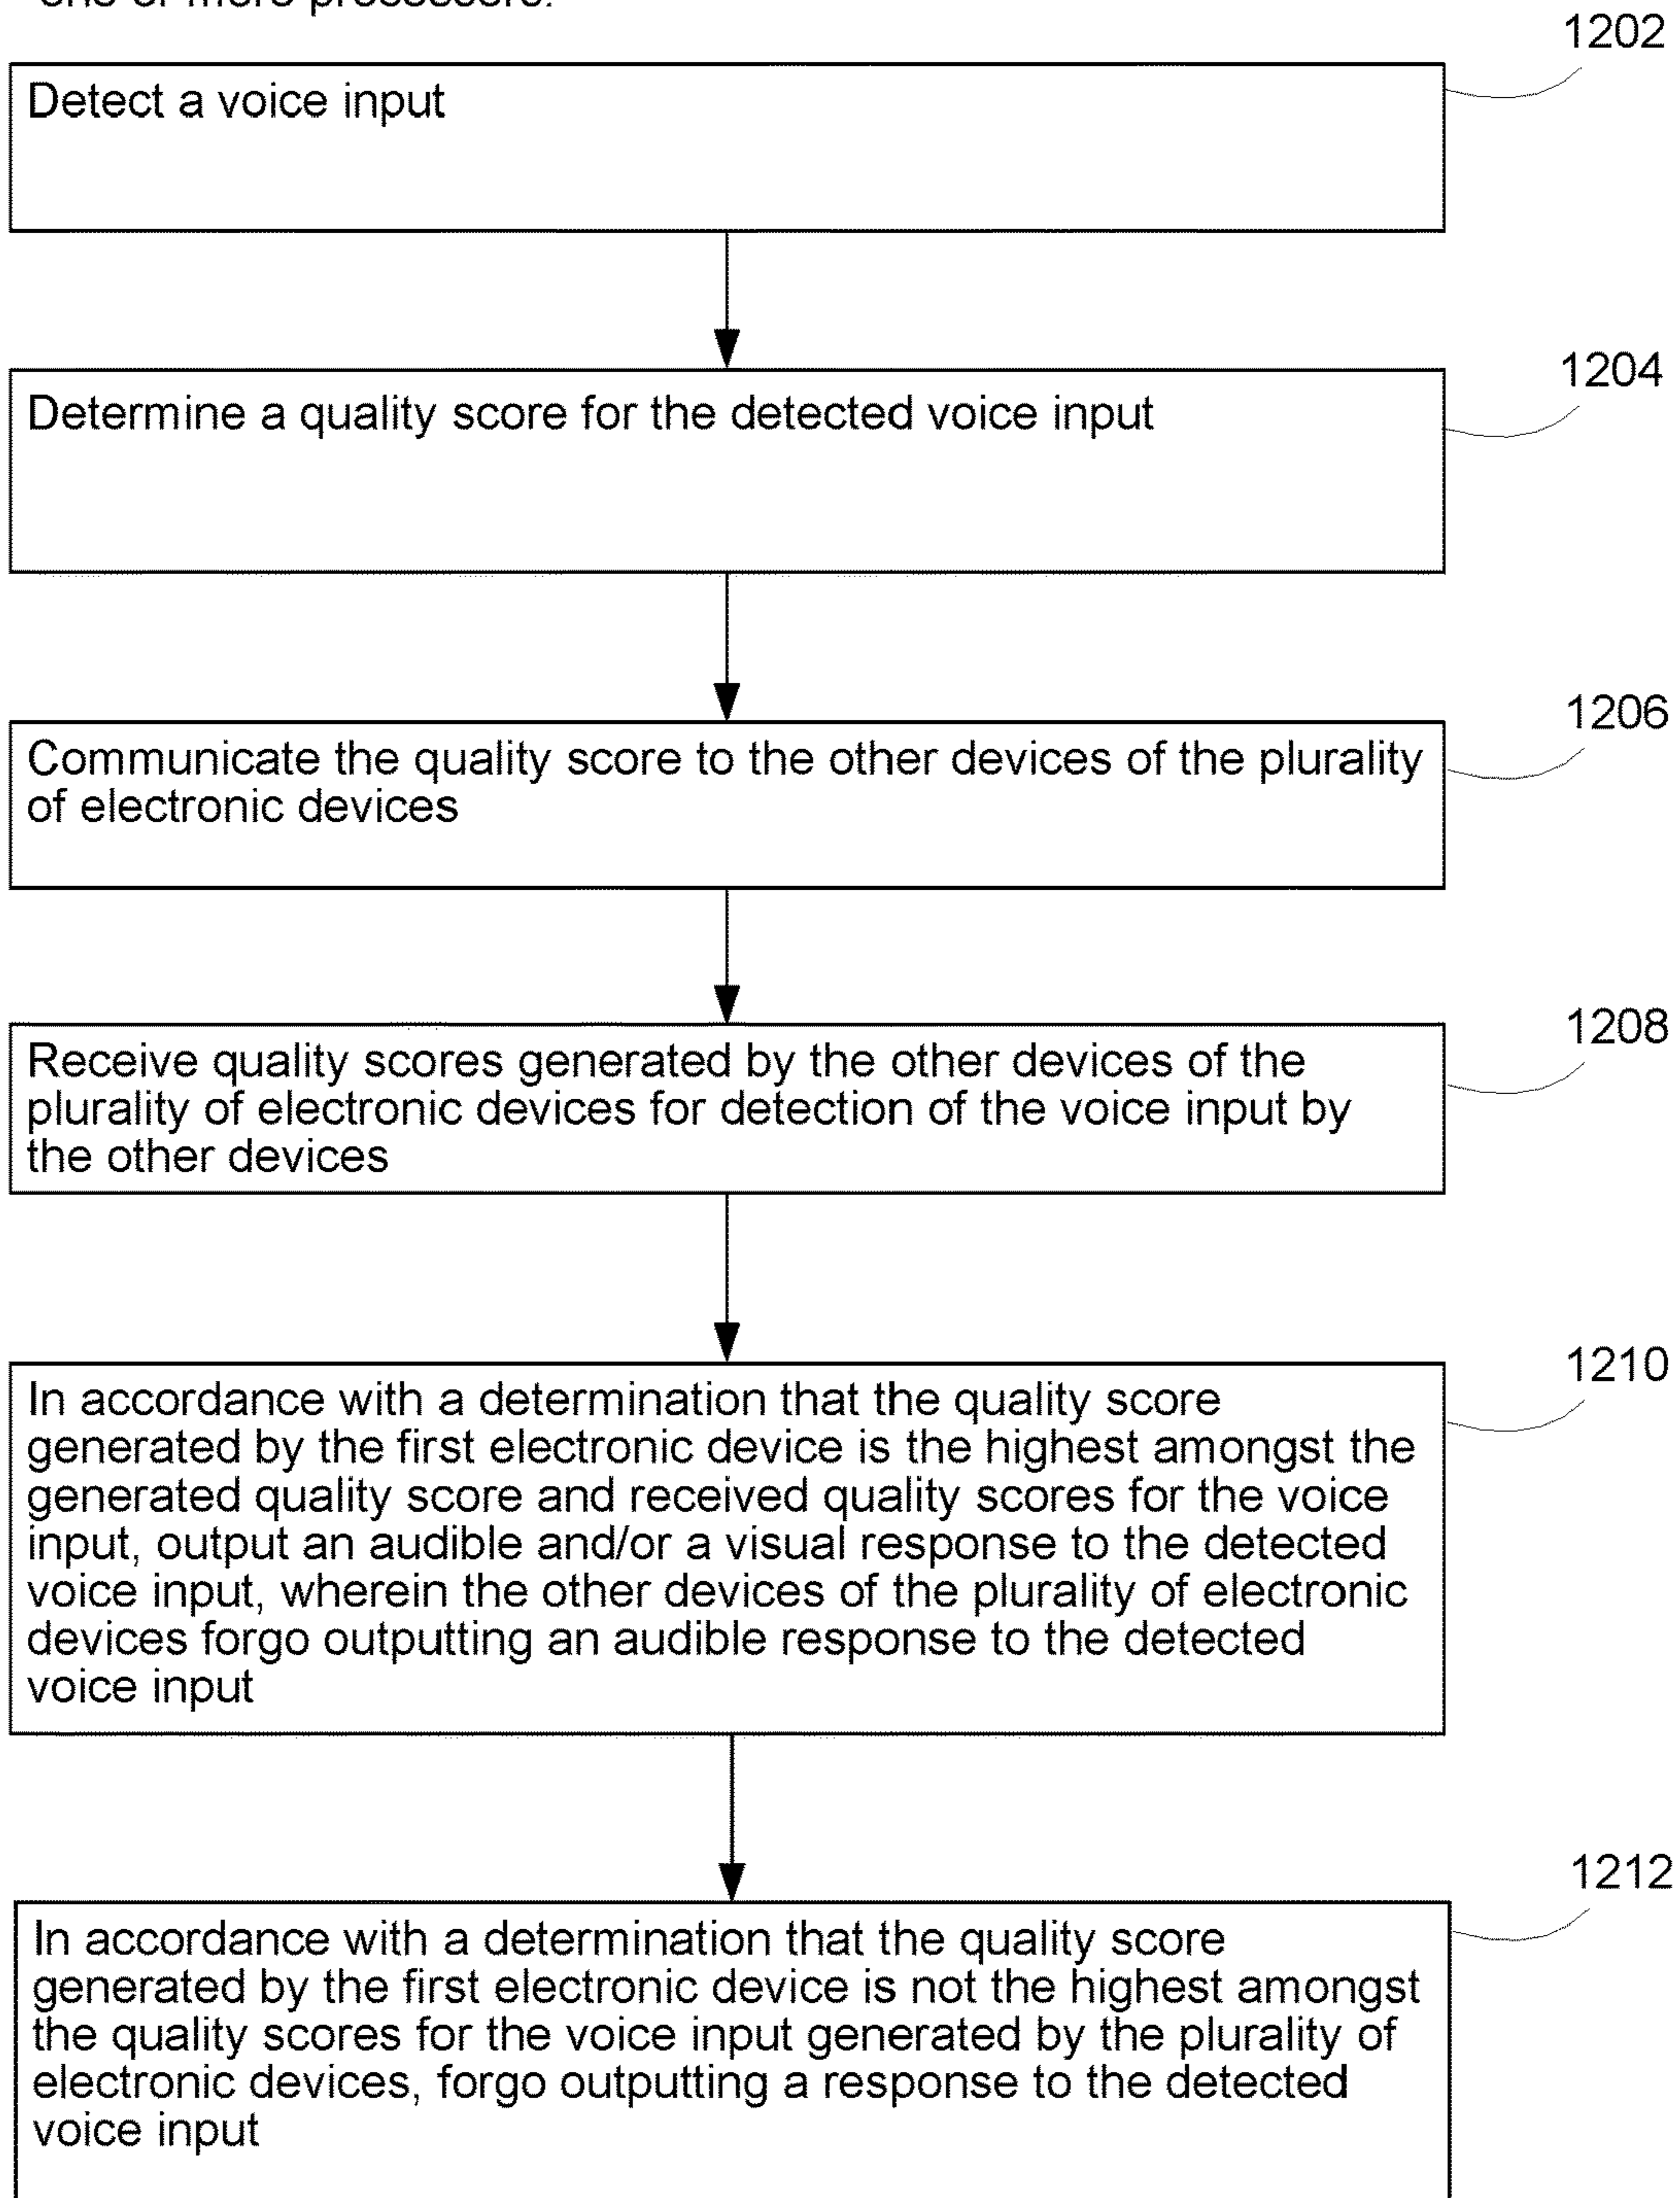 one or more processors.
1202
Detect a voice input
1204
Determine a quality score for the detected voice input
1206
Communicate the quality score to the other devices of the plurality
of electronic devices
1208
Receive quality scores generated by the other devices of the
plurality of electronic devices for detection of the voice input by
the other devices
1210
In accordance with a determination that the quality score
generated by the first electronic device is the highest amongst the
generated quality score and received quality scores for the voice
input, output an audible and/or a visual response to the detected
voice input, wherein the other devices of the plurality of electronic
devices forgo outputting an audible response to the detected
voice input
1212
In accordance with a determination that the quality score
generated by the first electronic device is not the highest amongst
the quality scores for the voice input generated by the plurality of
electronic devices, forgo outputting a response to the detected
voice input